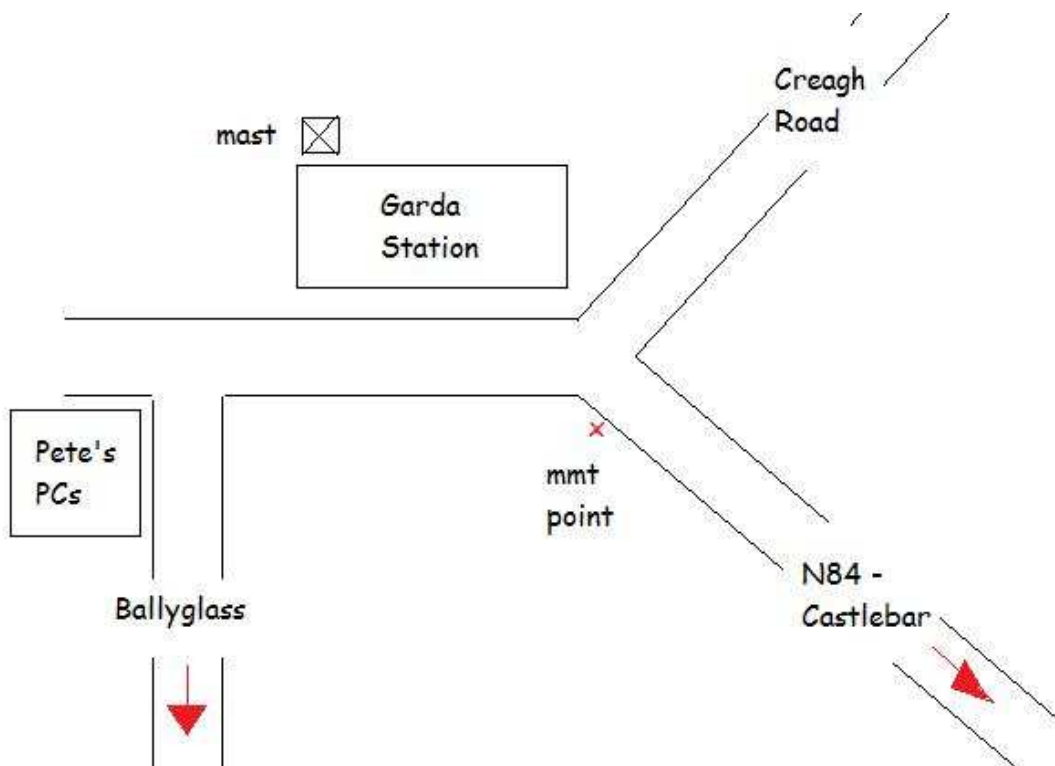 Creagh
Road
mast
Garda
Station
Pete's
PCs
mmt
point
Ballyglass
N84 -
Castlebar